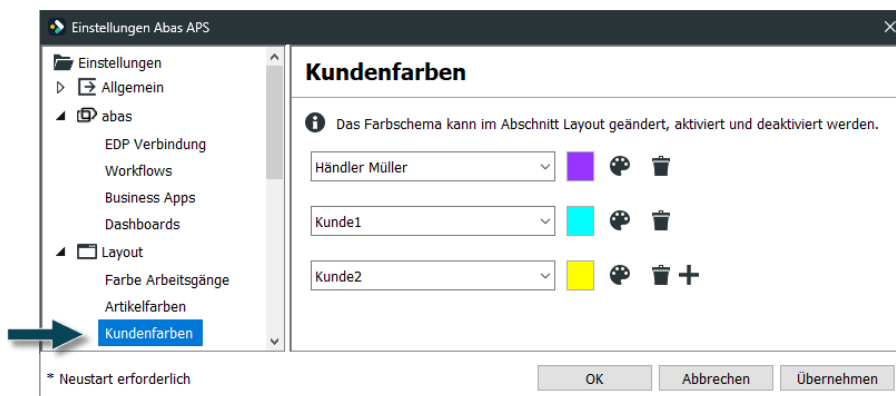 Einstellungen Abas APS
Einstellungen
Allgemein
abas
EDP Verbindung
Workflows
Business Apps
Dashboards
Layout
Farbe Arbeitsgänge
Artikelfarben
Kundenfarben
Kundenfarben
Das Farbschema kann im Abschnitt Layout geändert, aktiviert und deaktiviert werden.
Händler Müller
Kunde1
Kunde2
* Neustart erforderlich
OK
Abbrechen
Übernehmen